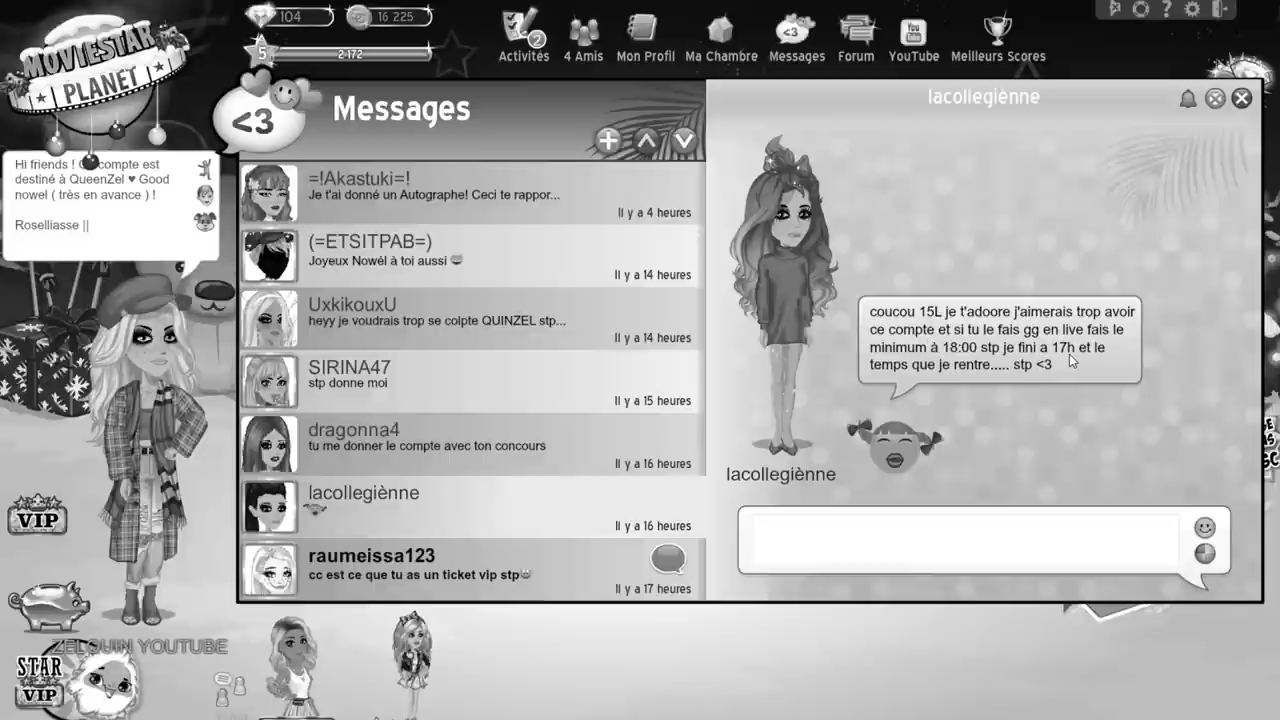 104
16 225
5
2 172
MOVIESTAR
PLANET
Activités
2
4 Amis
Mon Profil
Ma Chambre
<3
Messages
Forum
You
Tube
YouTube
Meilleurs Scores
?
<3
Messages
lacollegiènne
Hi friends ! compte est
destiné à QueenZel ♥ Good
nowel ( très en avance ) !
Roselliasse ||
=!Akastuki=!
Je t'ai donné un Autographe! Ceci te rappor...
Il y a 4 heures
(=ETSITPAB=)
Joyeux Nowél à toi aussi
Il y a 14 heures
UxkikouxU
heyy je voudrais trop se colpte QUINZEL stp...
Il y a 14 heures
SIRINA47
stp donne moi
Il y a 15 heures
dragonna4
tu me donner le compte avec ton concours
Il y a 16 heures
lacollegiènne
Il y a 16 heures
raumeissa123
cc est ce que tu as un ticket vip stp
Il y a 17 heures
coucou 15L je t'adore j'aimerais trop avoir
ce compte et si tu le fais gg en live fais le
minimum à 18:00 stp je fini a 17h et le
temps que je rentre..... stp <3
lacollegiènne
VIP
ZELQUIN YOUTUBE
STAR
VIP